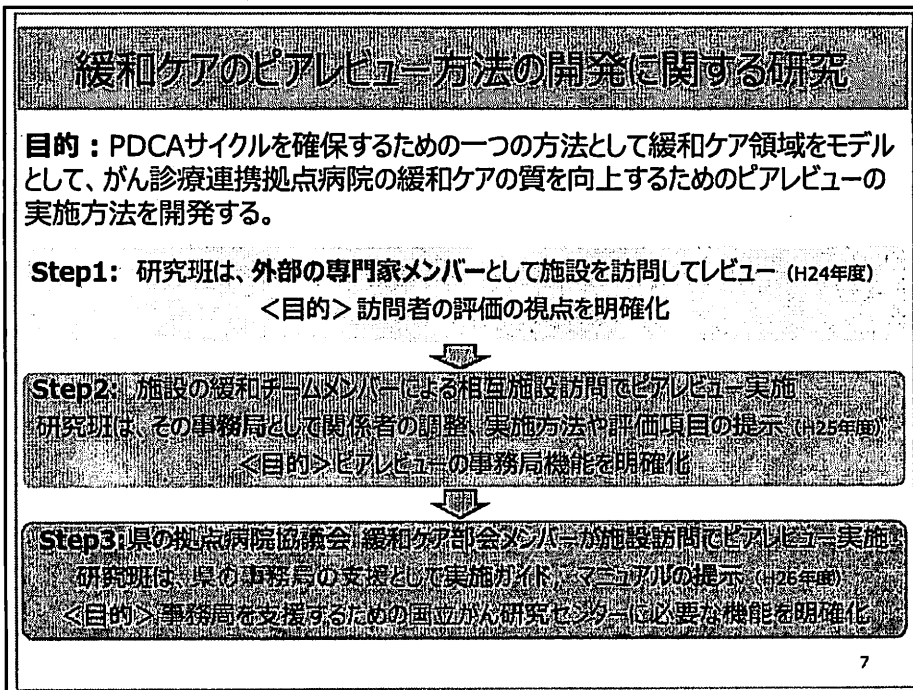 緩和ケアのピアレビュー方法の開発に関する研究
目的：PDCAサイクルを確保するための一つの方法として緩和ケア領域をモデル
として、がん診療連携拠点病院の緩和ケアの質を向上するためのピアレビューの
実施方法を開発する。
Step1: 研究班は、外部の専門家メンバーとして施設を訪問してレビュー（H24年度）
＜目的＞訪問者の評価の視点を明確化
Step2: 施設の緩和チームメンバーによる相互施設訪問でピアレビュー実施
研究班は、その事務局として関係者の調整、実施方法や評価項目の提示（H25年度）
＜目的＞ピアレビューの事務局機能を明確化
Step3:県の拠点病院協議会 緩和ケア部会メンバーが施設訪問でピアレビュー実施
研究班は、県の事務局の支援として実施ガイド、マニュアルの提示（H26年度）
＜目的＞事務局を支援するための国立がん研究センターに必要な機能を明確化
7